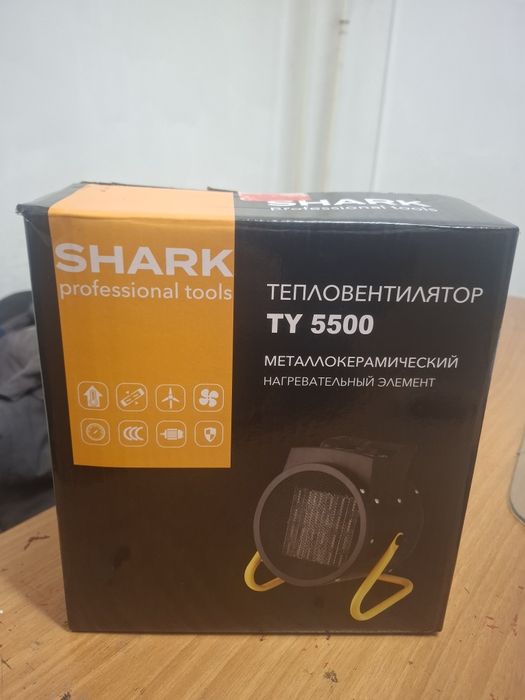 SHARK
professional tools
SHARK
professional tools
ТЕПЛОВЕНТИЛЯТОР
TY 5500
МЕТАЛЛОКЕРАМИЧЕСКИЙ
НАГРЕВАТЕЛЬНЫЙ ЭЛЕМЕНТ